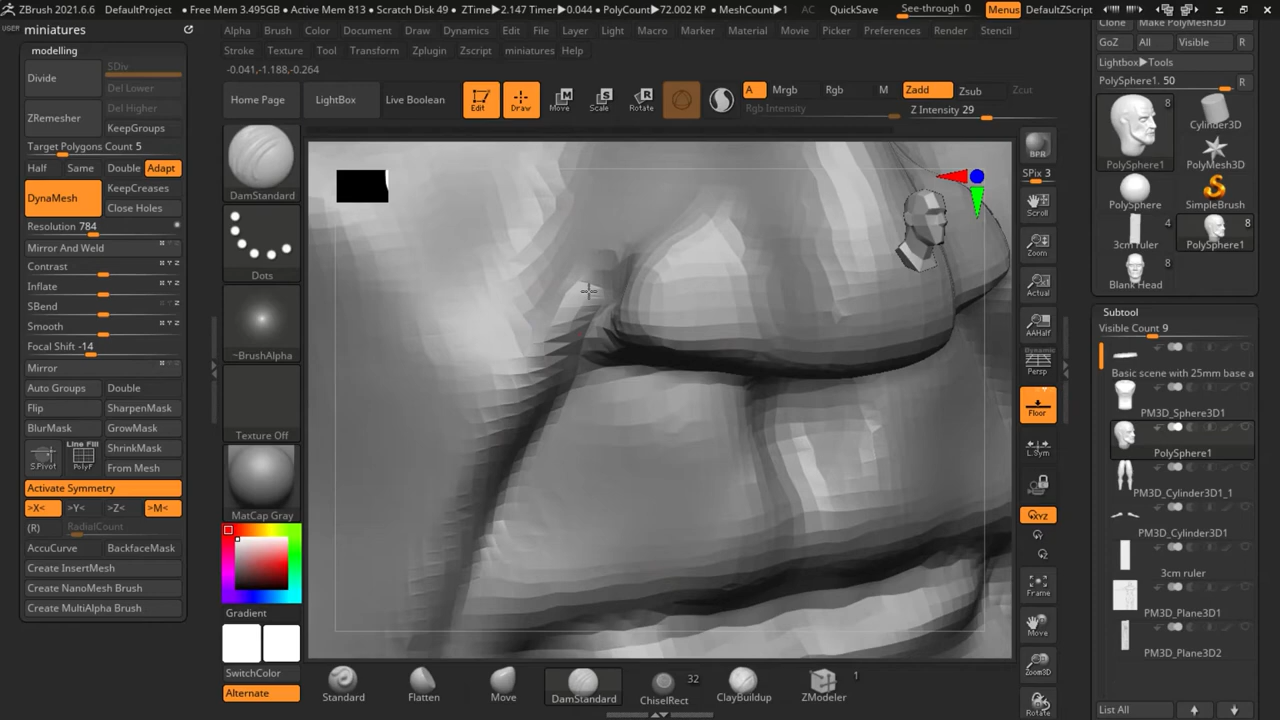 ZBrush 2021.6.6 DefaultProject • Free Mem 3.495GB • Active Mem 813 • Scratch Disk 49 • ZTime▶2.147 Timer▶0.044 • PolyCount▶72.002 KP • MeshCount▶1 AC QuickSave See-through 0 Menus DefaultZScript
USER miniatures
Alpha Brush Color Document Draw Dynamics Edit File Layer Light Macro Marker Material Movie Picker Preferences Render Stencil
Stroke Texture Tool Transform Zplugin Zscript miniatures Help
-0.041,-1.188,-0.264
modelling
Divide
SDiv
Del Lower
Del Higher
ZRemesher
KeepGroups
Target Polygons Count 5
Half Same Double Adapt
DynaMesh
KeepCreases
Close Holes
Resolution 784
Mirror And Weld
Contrast
Inflate
SBend
Smooth
Focal Shift -14
Mirror
Auto Groups Double
Flip SharpenMask
BlurMask GrowMask
S.Pivot
Line Fill
PolyF
ShrinkMask
From Mesh
Activate Symmetry
>X< >Y< >Z< >M<
(R) RadialCount
AccuCurve BackfaceMask
Create InsertMesh
Create NanoMesh Brush
Create MultiAlpha Brush
Home Page LightBox Live Boolean
Edit Draw Move Scale Rotate
A Mrgb Rgb M Zadd Zsub Zcut
Rgb Intensity Z Intensity 29
DamStandard
Dots
~BrushAlpha
Texture Off
MatCap Gray
Gradient
SwitchColor
Alternate
BPR
SPix 3
Scroll
Zoom
Actual
AAHalf
Dynamic
Persp
Floor
L.Sym
XYZ
Frame
Move
Zoom3D
Rotate
Standard Flatten Move DamStandard ChiselRect 32 ClayBuildup ZModeler 1
Clone Make PolyMesh3D
GoZ All Visible R
Lightbox▶Tools
PolySphere1. 50 R
8
PolySphere1
Cylinder3D
PolyMesh3D
PolySphere
SimpleBrush
4
3cm ruler
8
PolySphere1
8
Blank Head
Subtool
Visible Count 9
Basic scene with 25mm base a
PM3D_Sphere3D1
PolySphere1
PM3D_Cylinder3D1_1
PM3D_Cylinder3D1
3cm ruler
PM3D_Plane3D1
PM3D_Plane3D2
List All